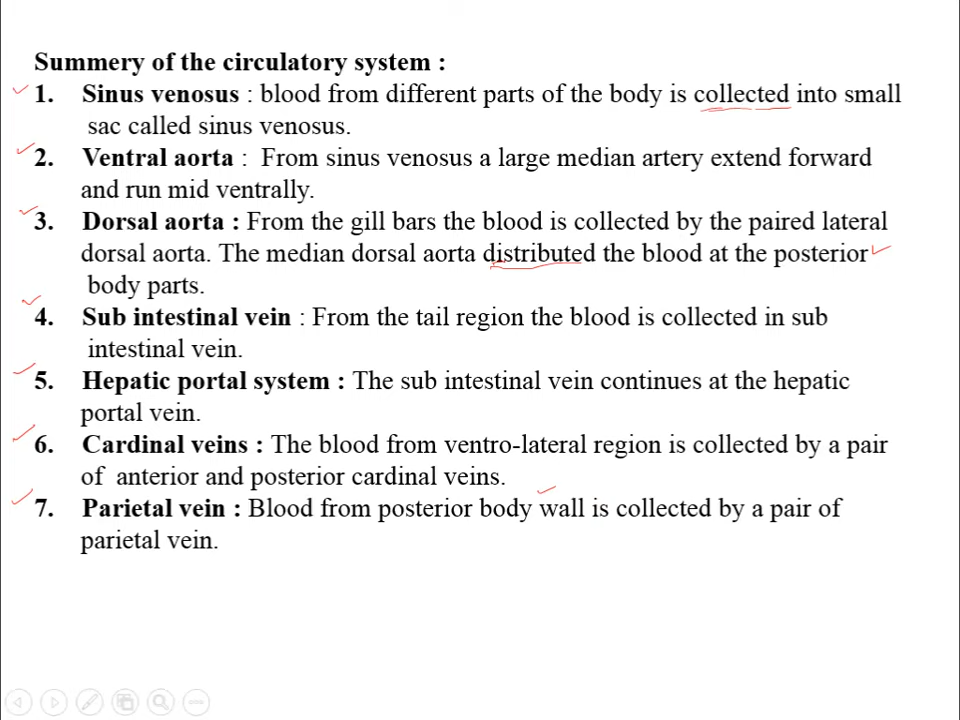 Summery of the circulatory system :
1. Sinus venosus : blood from different parts of the body is collected into small
sac called sinus venosus.
2. Ventral aorta : From sinus venosus a large median artery extend forward
and run mid ventrally.
3. Dorsal aorta : From the gill bars the blood is collected by the paired lateral
dorsal aorta. The median dorsal aorta distributed the blood at the posterior
body parts.
4. Sub intestinal vein : From the tail region the blood is collected in sub
intestinal vein.
5. Hepatic portal system : The sub intestinal vein continues at the hepatic
portal vein.
6. Cardinal veins : The blood from ventro-lateral region is collected by a pair
of anterior and posterior cardinal veins.
7. Parietal vein : Blood from posterior body wall is collected by a pair of
parietal vein.